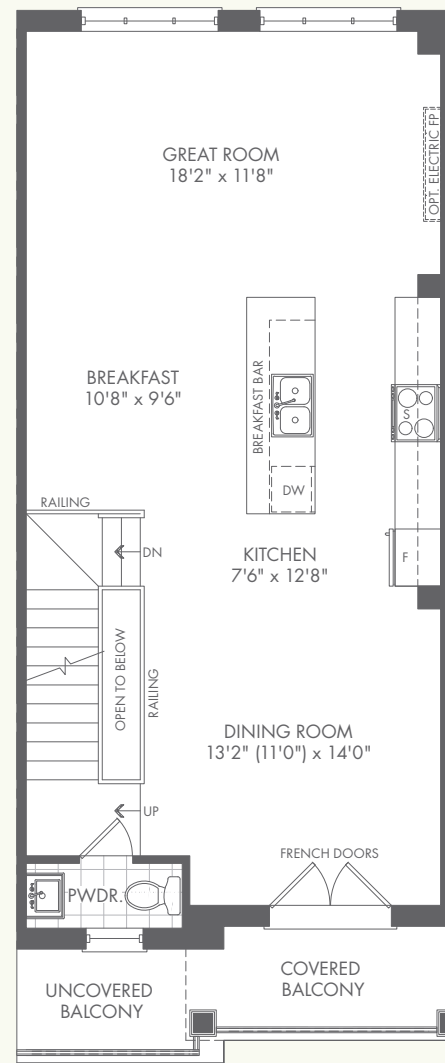 GREAT ROOM
18'2" x 11'8"
OPT. ELECTRIC FP
BREAKFAST
10'8" x 9'6"
BREAKFAST BAR
S
DW
RAILING
DN
KITCHEN
7'6" x 12'8"
F
OPEN TO BELOW
RAILING
DINING ROOM
13'2" (11'0") x 14'0"
UP
FRENCH DOORS
PWDR.
UNCOVERED
BALCONY
COVERED
BALCONY